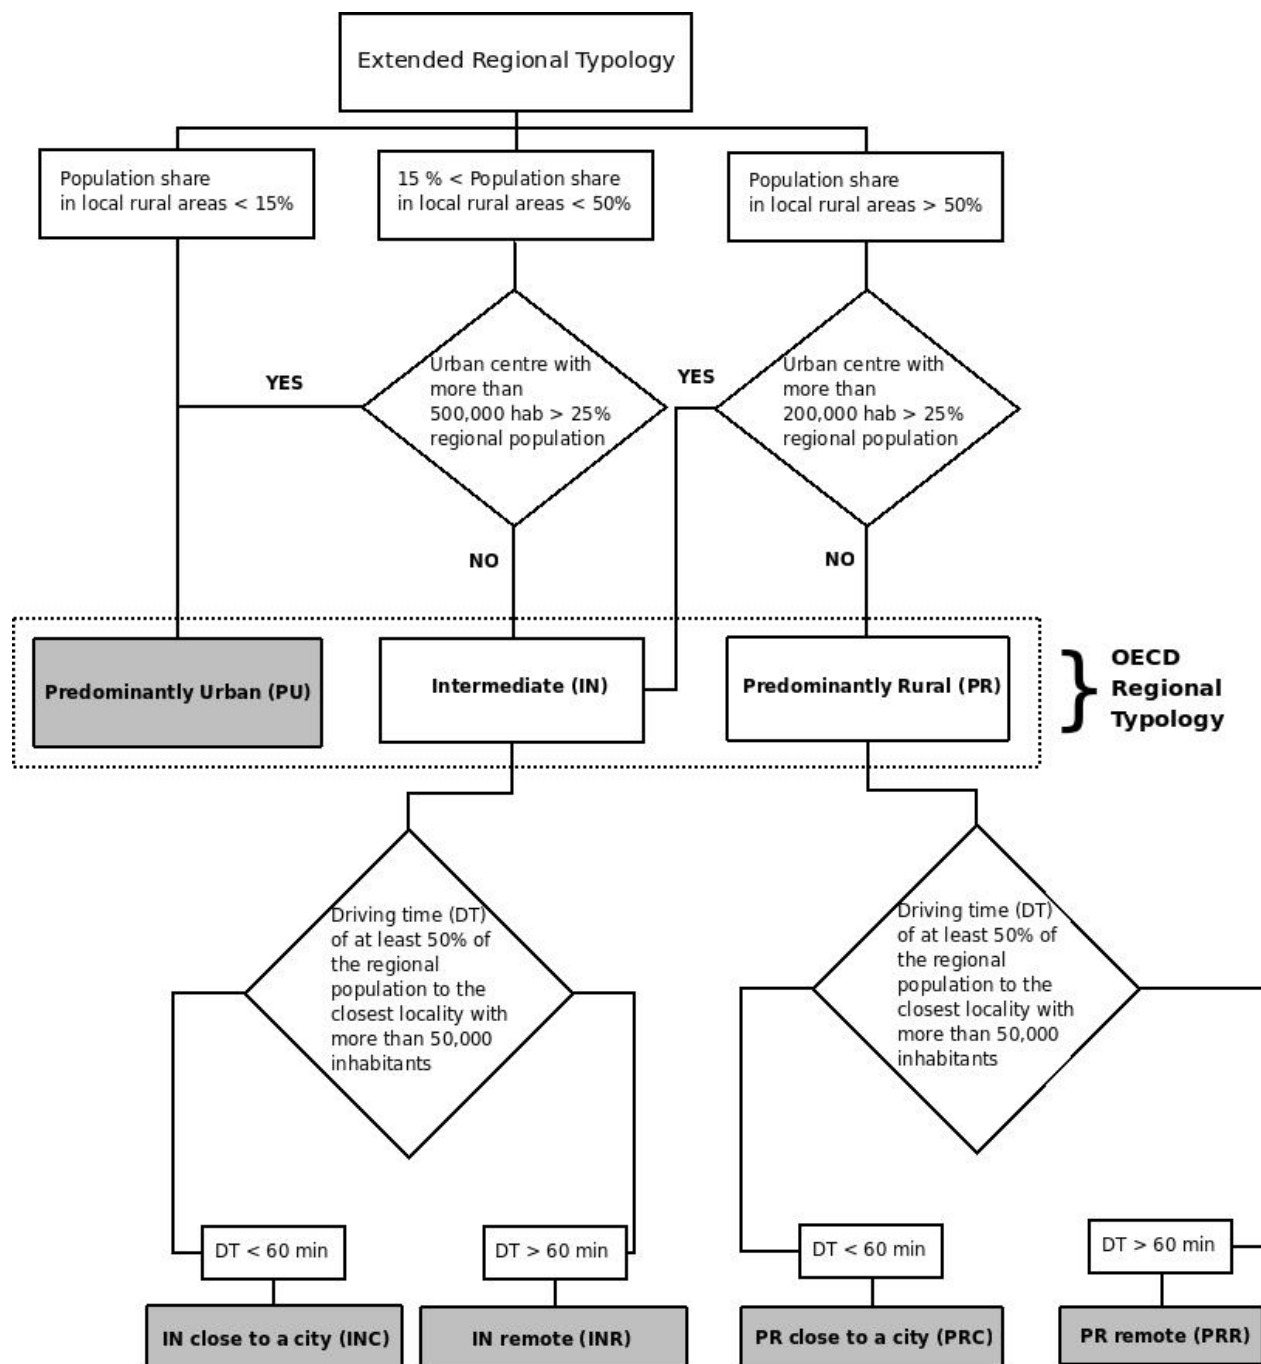 Extended Regional Typology
Population share
in local rural areas < 15%
15 % < Population share
in local rural areas < 50%
Population share
in local rural areas > 50%
Urban centre with
more than
500,000 hab > 25%
regional population
YES
NO
Urban centre with
more than
200,000 hab > 25%
regional population
YES
NO
Predominantly Urban (PU)
Intermediate (IN)
Predominantly Rural (PR)
OECD
Regional
Typology
Driving time (DT)
of at least 50% of
the regional
population to the
closest locality with
more than 50,000
inhabitants
Driving time (DT)
of at least 50% of
the regional
population to the
closest locality with
more than 50,000
inhabitants
DT < 60 min
DT > 60 min
DT < 60 min
DT > 60 min
IN close to a city (INC)
IN remote (INR)
PR close to a city (PRC)
PR remote (PRR)